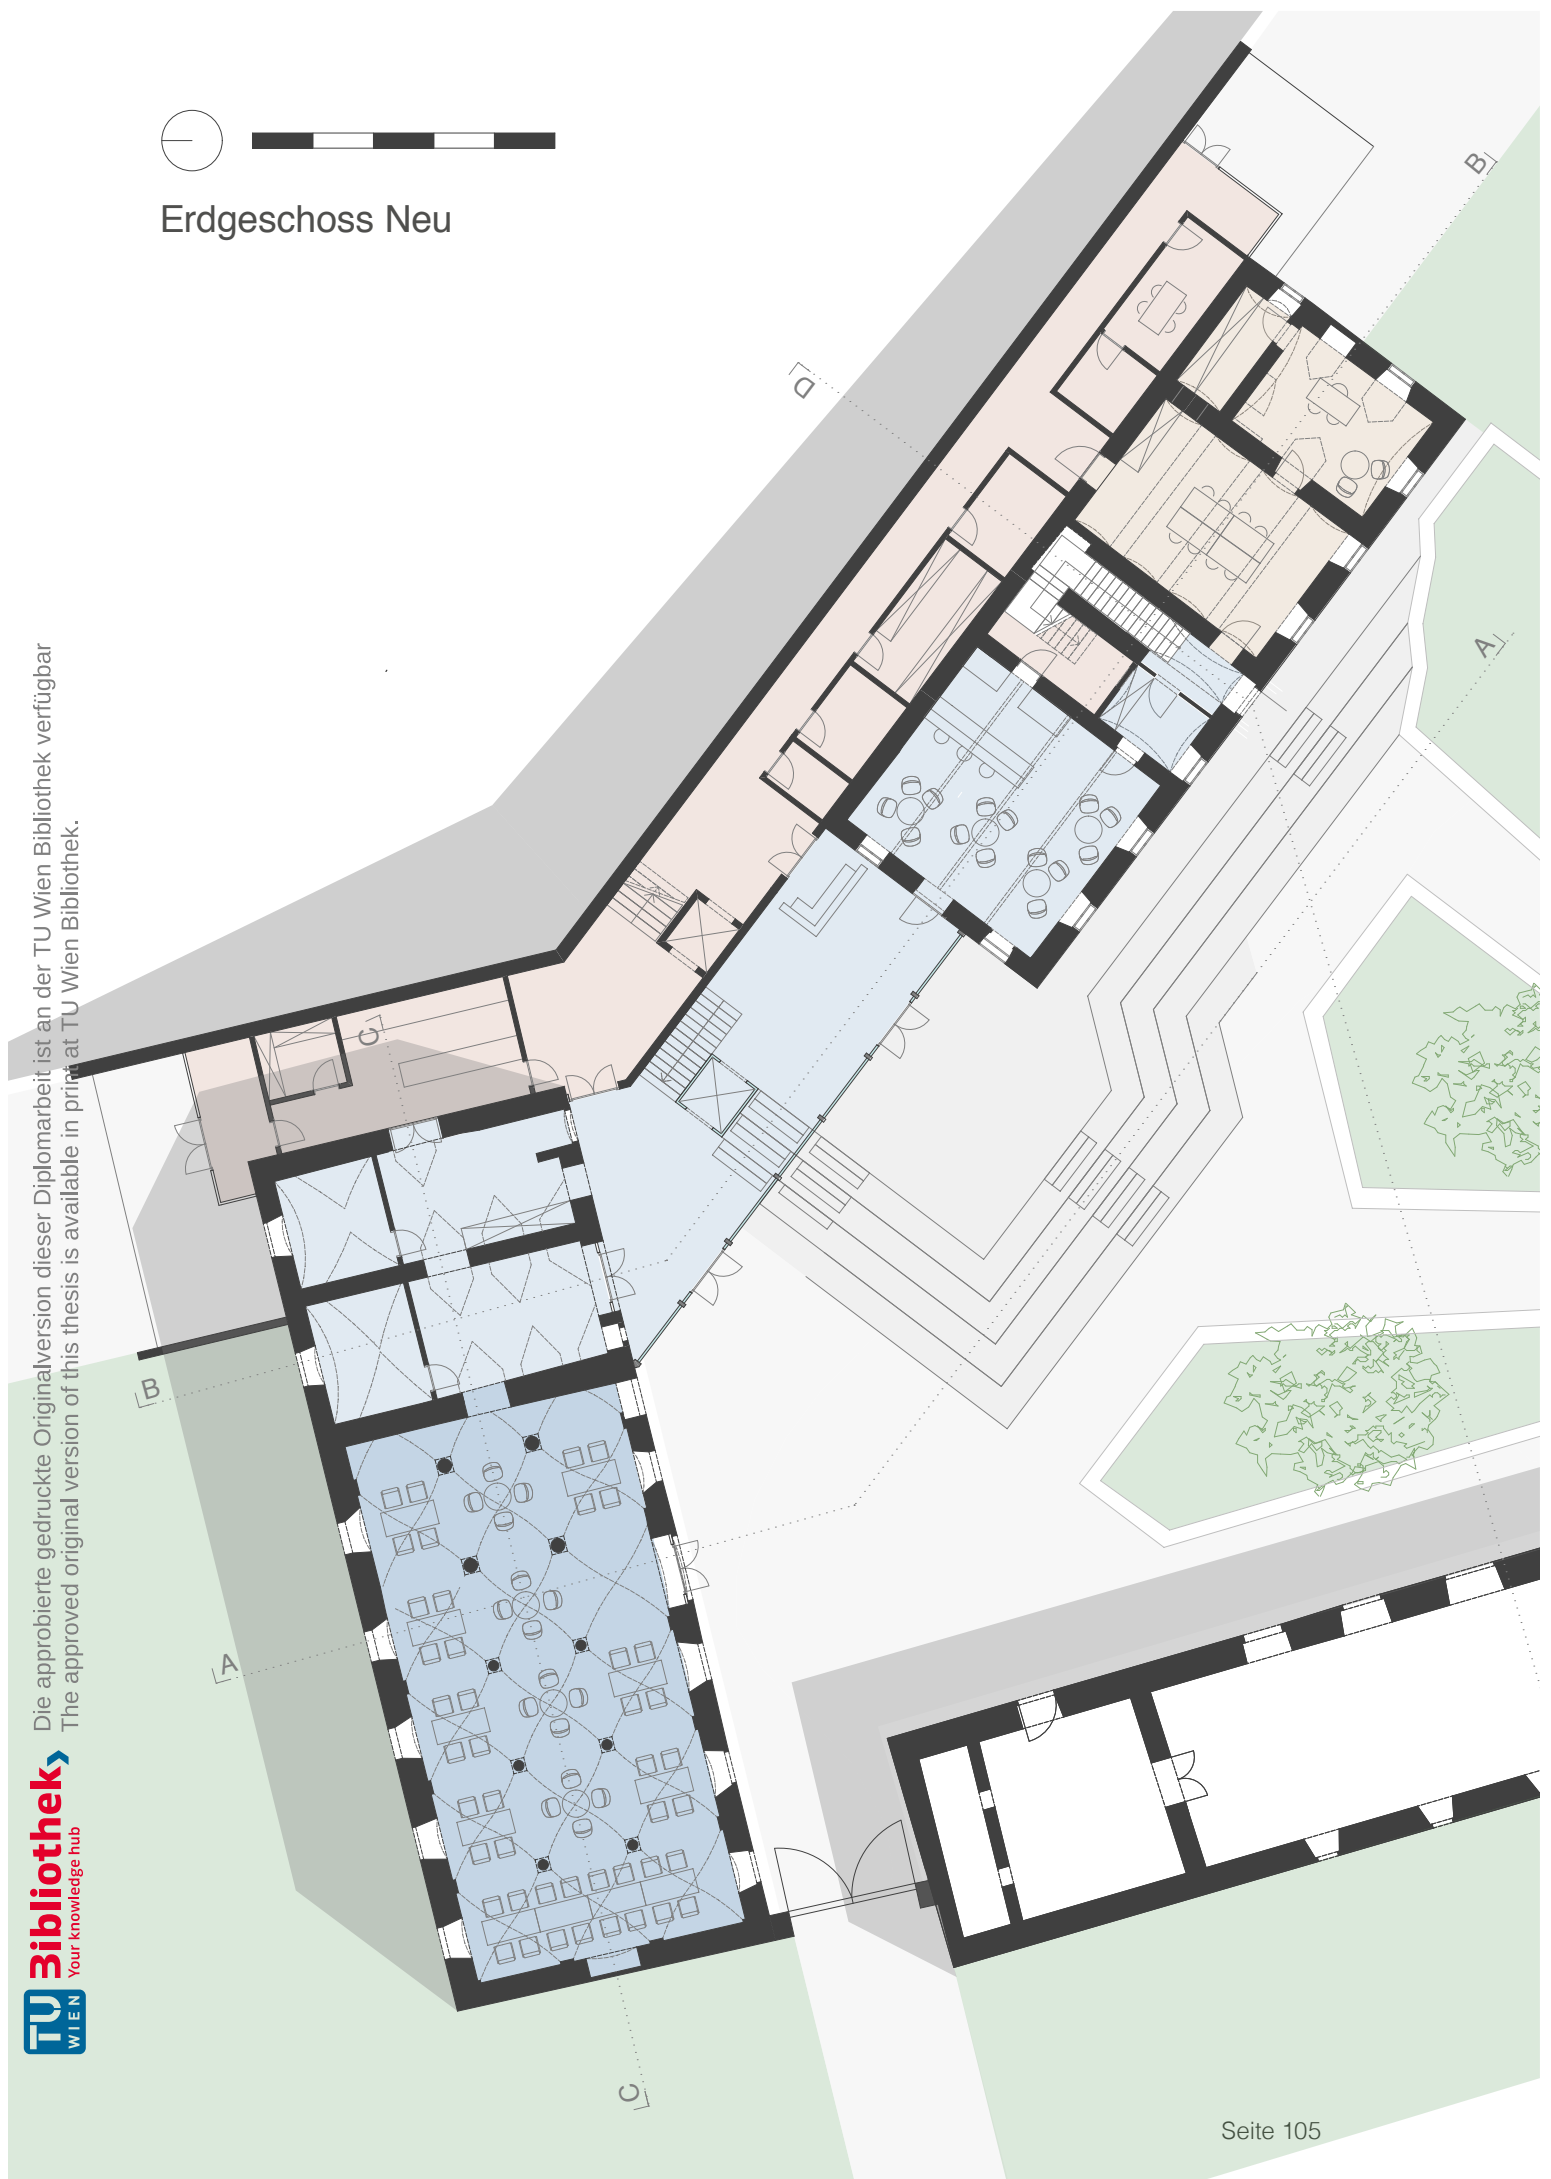 Erdgeschoss Neu
B
D
A
C
B
A
C
Die approbierte gedruckte Originalversion dieser Diplomarbeit ist an der TU Wien Bibliothek verfügbar
The approved original version of this thesis is available in print at TU Wien Bibliothek.
TU WIEN
Bibliothek
Your knowledge hub
Seite 105